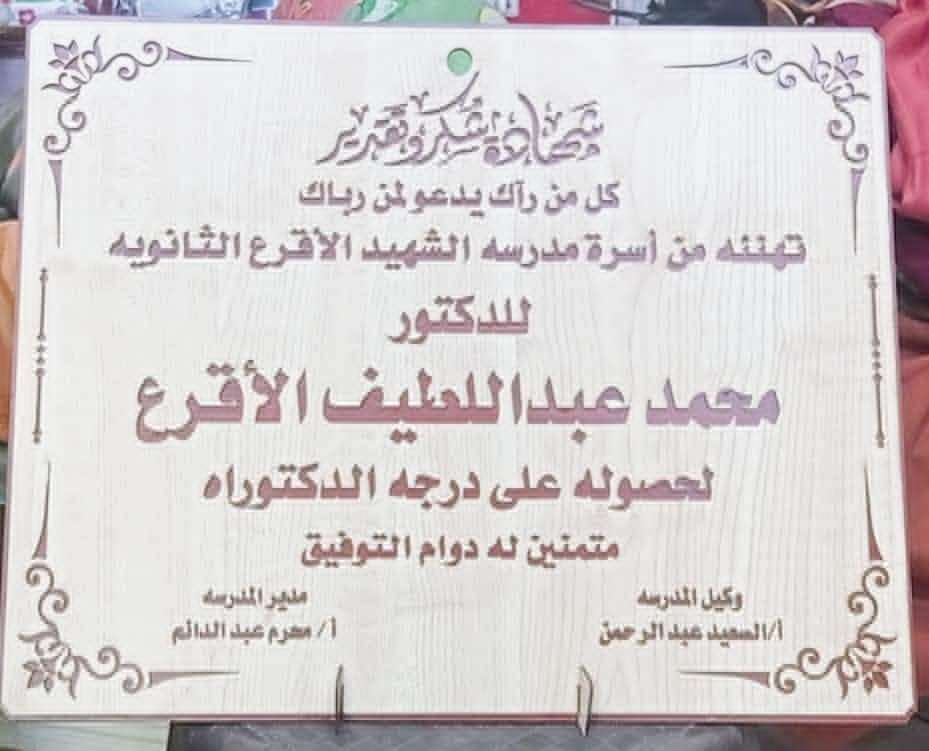 شهادة شكر وتقدير
كل من رآك يدعو لمن رباك
تهنئه من أسرة مدرسه الشهيد الأقرع الثانويه
للدكتور
محمد عبداللطيف الأقرع
لحصوله على درجه الدكتوراه
متمنين له دوام التوفيق
وكيل المدرسه
أ/السعيد عبد الرحمن
مدير المدرسه
أ/ محرم عبد الدائم